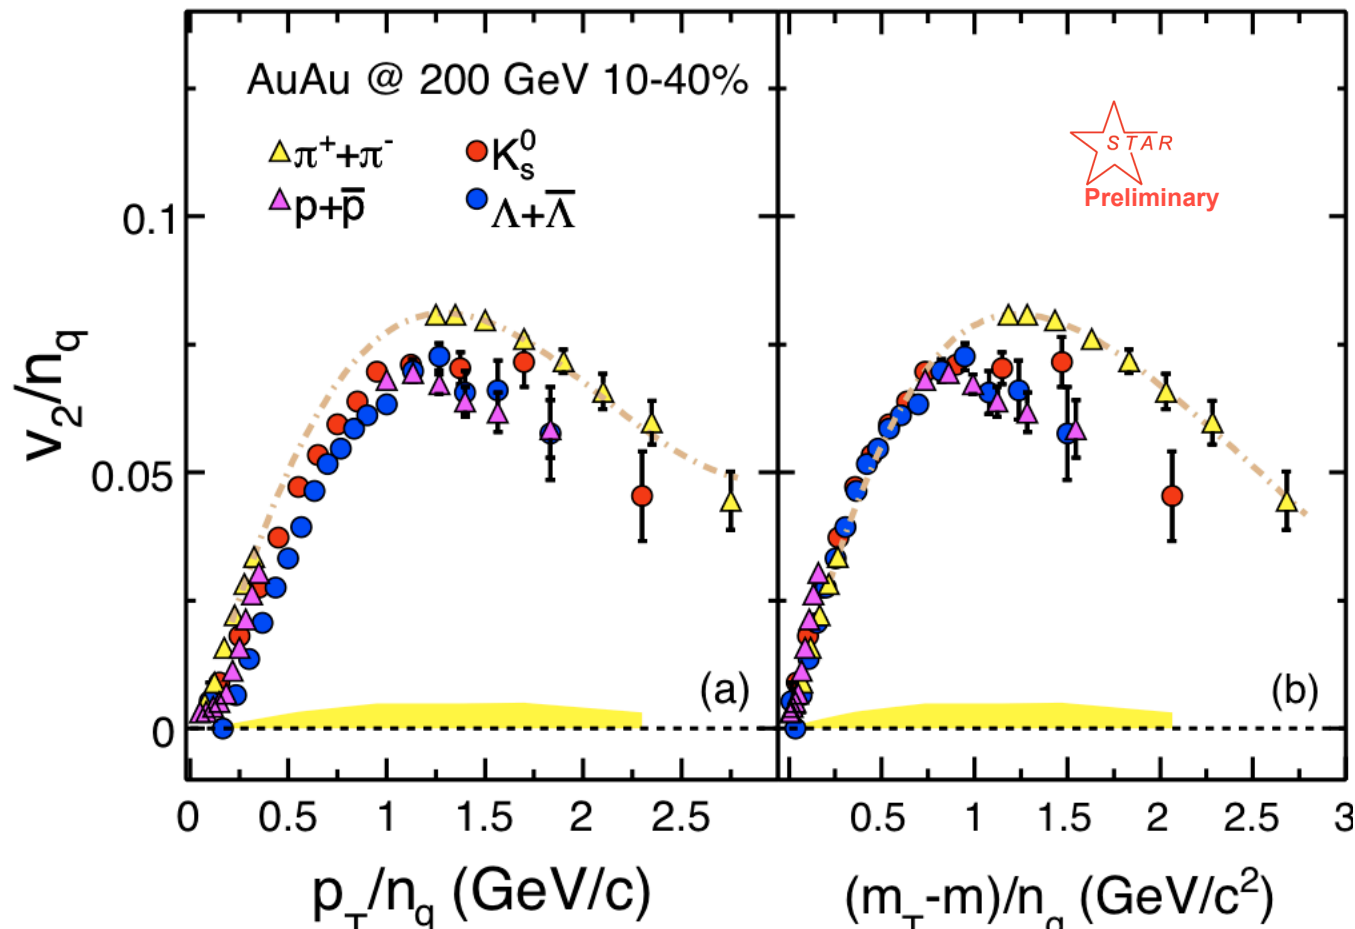 AuAu @ 200 GeV 10-40%
π⁺+π⁻ K⁰ₛ
p+p̅ Λ+Λ̅
STAR
Preliminary
v₂/n_q
0.1
0.05
0
(a) (b)
0 0.5 1 1.5 2 2.5
0.5 1 1.5 2 2.5 3
p_T/n_q (GeV/c)
(m_T-m)/n_q (GeV/c²)